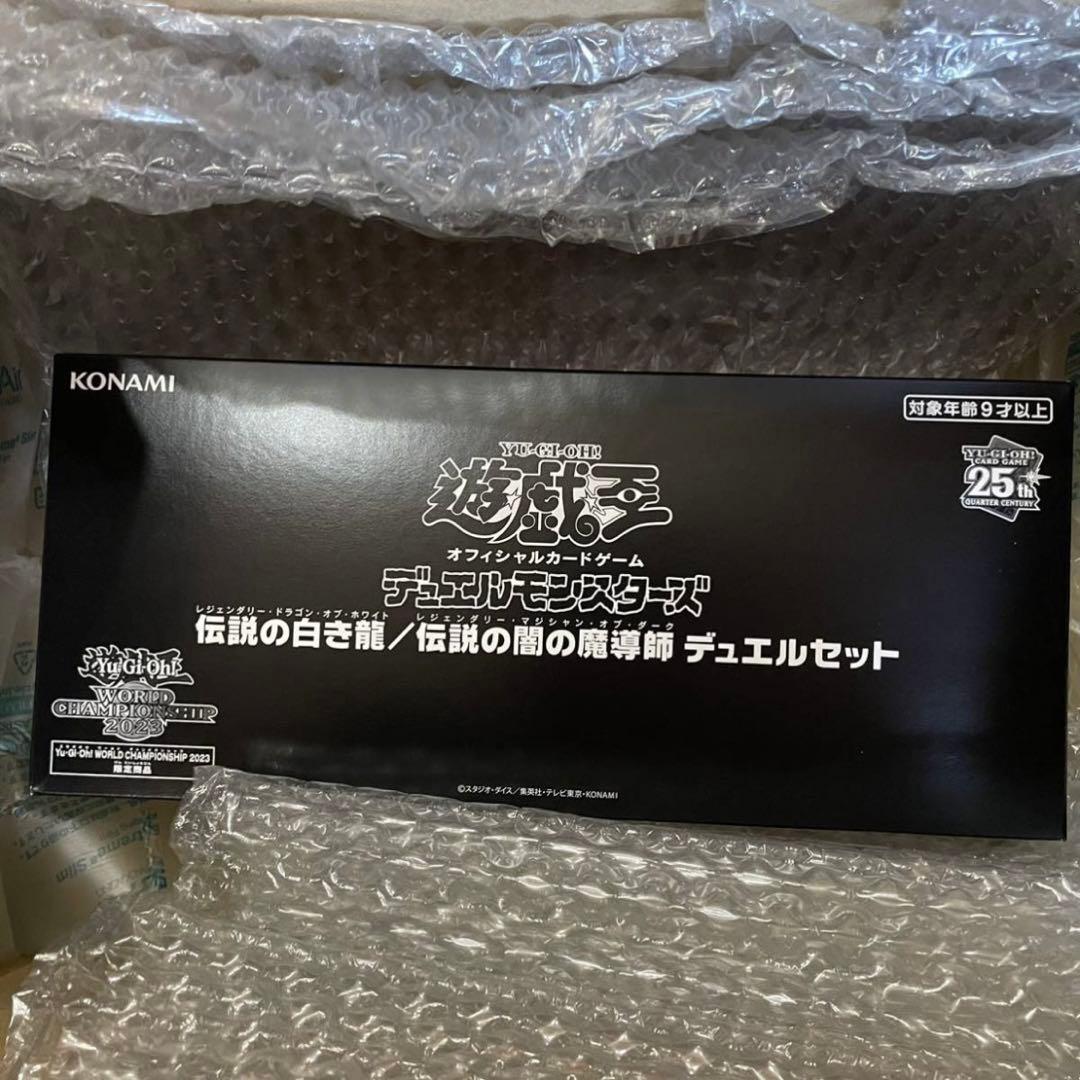 KONAMI
対象年齢9才以上
YU-GI-OH!
遊戯王
オフィシャルカードゲーム
デュエルモンスターズ
YU-GI-OH!
CARD GAME
25th
QUARTER CENTURY
レジェンダリー・ドラゴン・オブ・ホワイト レジェンダリー・マジシャン・オブ・ダーク
伝説の白き龍/伝説の闇の魔導師 デュエルセット
Yu-Gi-Oh!
WORLD
CHAMPIONSHIP
2023
Yu-Gi-Oh! WORLD CHAMPIONSHIP 2023
限定商品
©スタジオ・ダイス/集英社・テレビ東京・KONAMI
Air
Slim